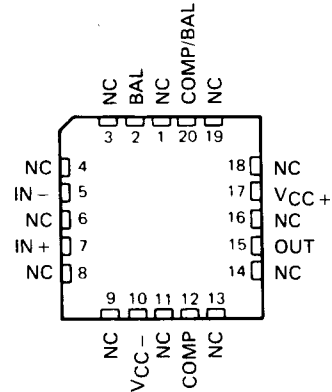 NC
BAL
NC
COMP/BAL
NC
3 2 1 20 19
NC 4
IN − 5
NC 6
IN + 7
NC 8
18 NC
17 VCC +
16 NC
15 OUT
14 NC
9 10 11 12 13
NC
VCC −
NC
COMP
NC